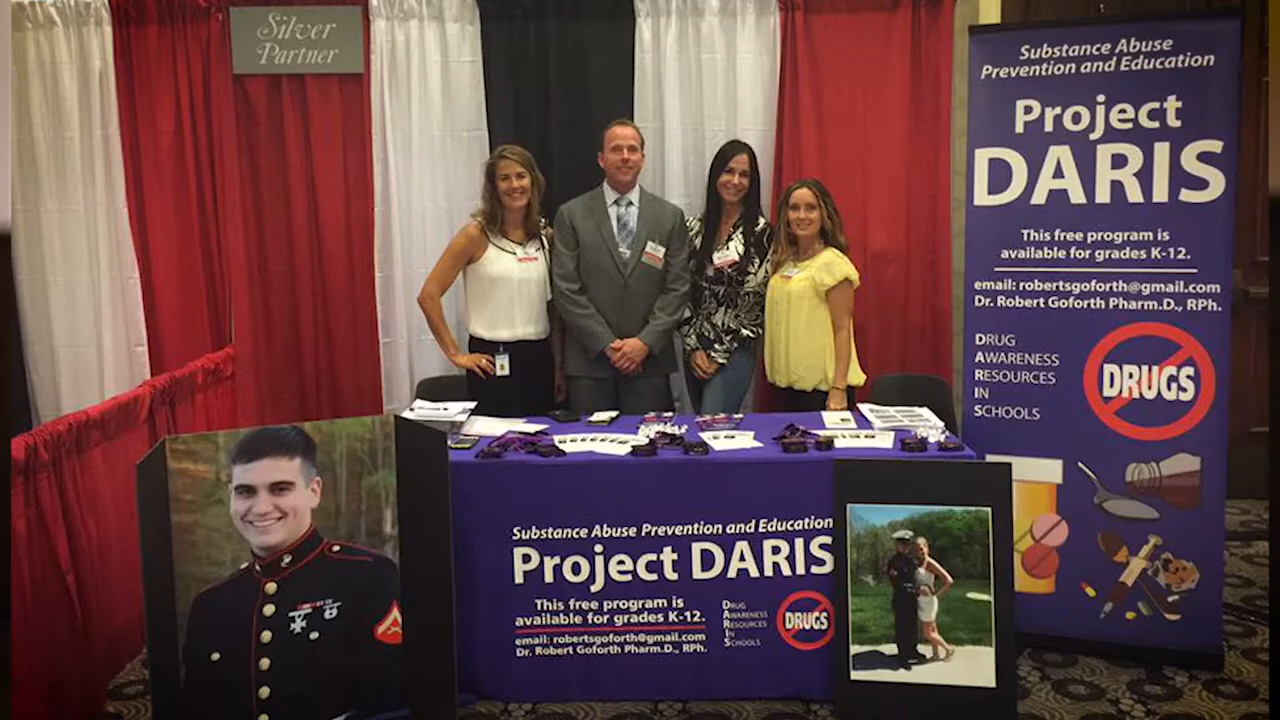 Silver
Partner
Substance Abuse
Prevention and Education
Project
DARIS
This free program is
available for grades K-12.
email: robertsgoforth@gmail.com
Dr. Robert Goforth Pharm.D., RPh.
DRUG
AWARENESS
RESOURCES
IN
SCHOOLS
DRUGS
Substance Abuse Prevention and Education
Project DARIS
This free program is
available for grades K-12.
email: robertsgoforth@gmail.com
Dr. Robert Goforth Pharm.D., RPh.
DRUG
AWARENESS
RESOURCES
IN
SCHOOLS
DRUGS